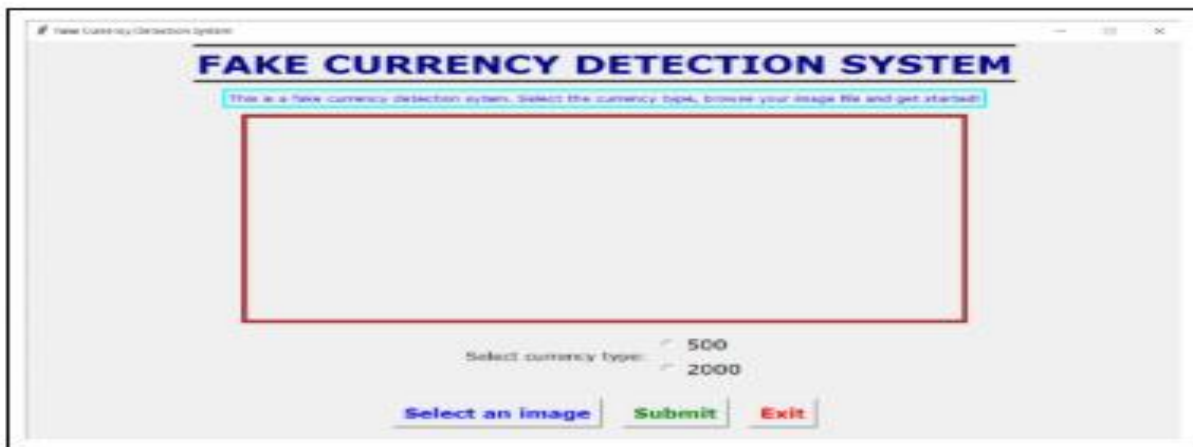 Fake Currency Detection System
FAKE CURRENCY DETECTION SYSTEM
This is a fake currency detection sytem. Select the currency type, browse your image file and get started!
Select currency type:
500
2000
Select an image Submit Exit